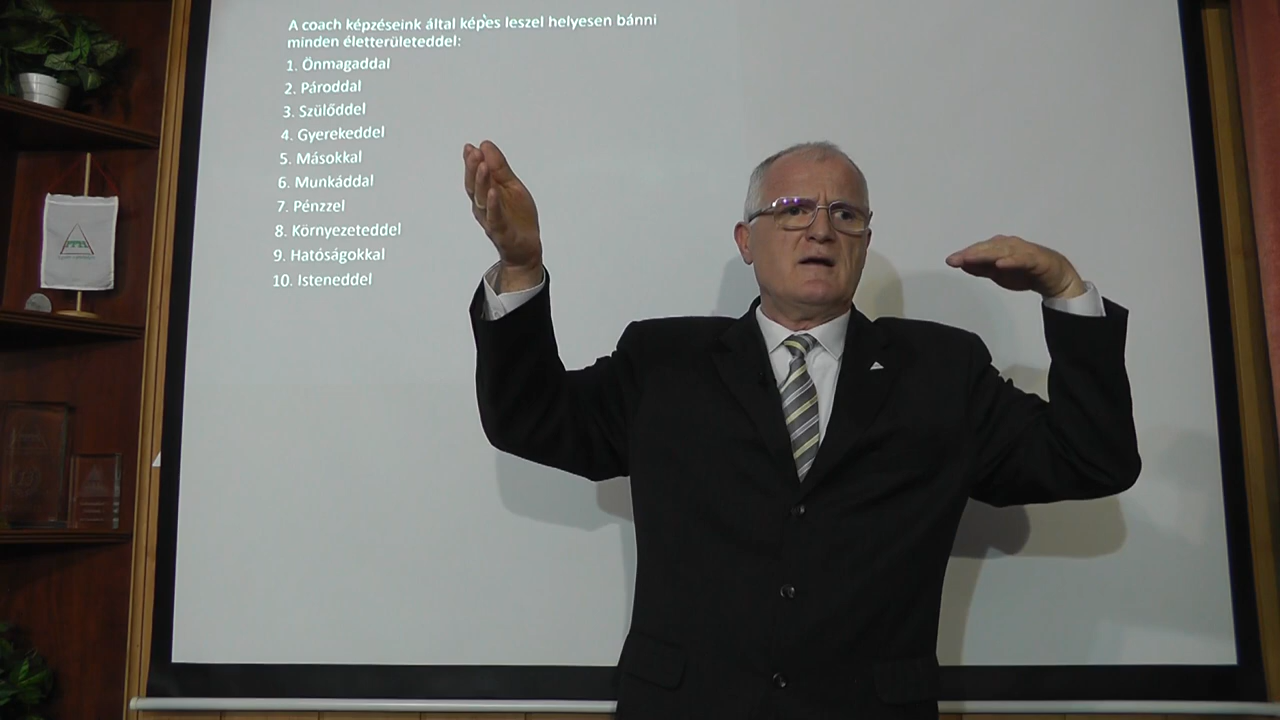 A coach képzéseink által képes leszel helyesen bánni
minden életterületeddel:
1. Önmagaddal
2. Pároddal
3. Szülőddel
4. Gyerekeddel
5. Másokkal
6. Munkáddal
7. Pénzzel
8. Környezeteddel
9. Hatóságokkal
10. Isteneddel